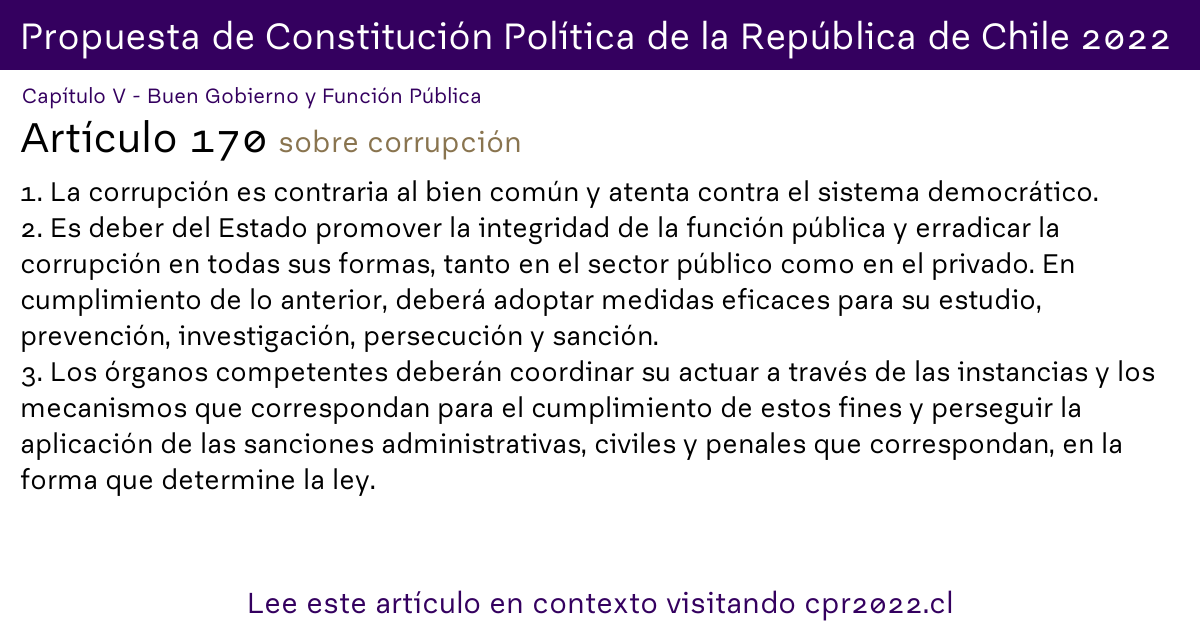 Propuesta de Constitución Política de la República de Chile 2022
Capítulo V - Buen Gobierno y Función Pública
Artículo 170 sobre corrupción
1. La corrupción es contraria al bien común y atenta contra el sistema democrático.
2. Es deber del Estado promover la integridad de la función pública y erradicar la
corrupción en todas sus formas, tanto en el sector público como en el privado. En
cumplimiento de lo anterior, deberá adoptar medidas eficaces para su estudio,
prevención, investigación, persecución y sanción.
3. Los órganos competentes deberán coordinar su actuar a través de las instancias y los
mecanismos que correspondan para el cumplimiento de estos fines y perseguir la
aplicación de las sanciones administrativas, civiles y penales que correspondan, en la
forma que determine la ley.
Lee este artículo en contexto visitando cpr2022.cl